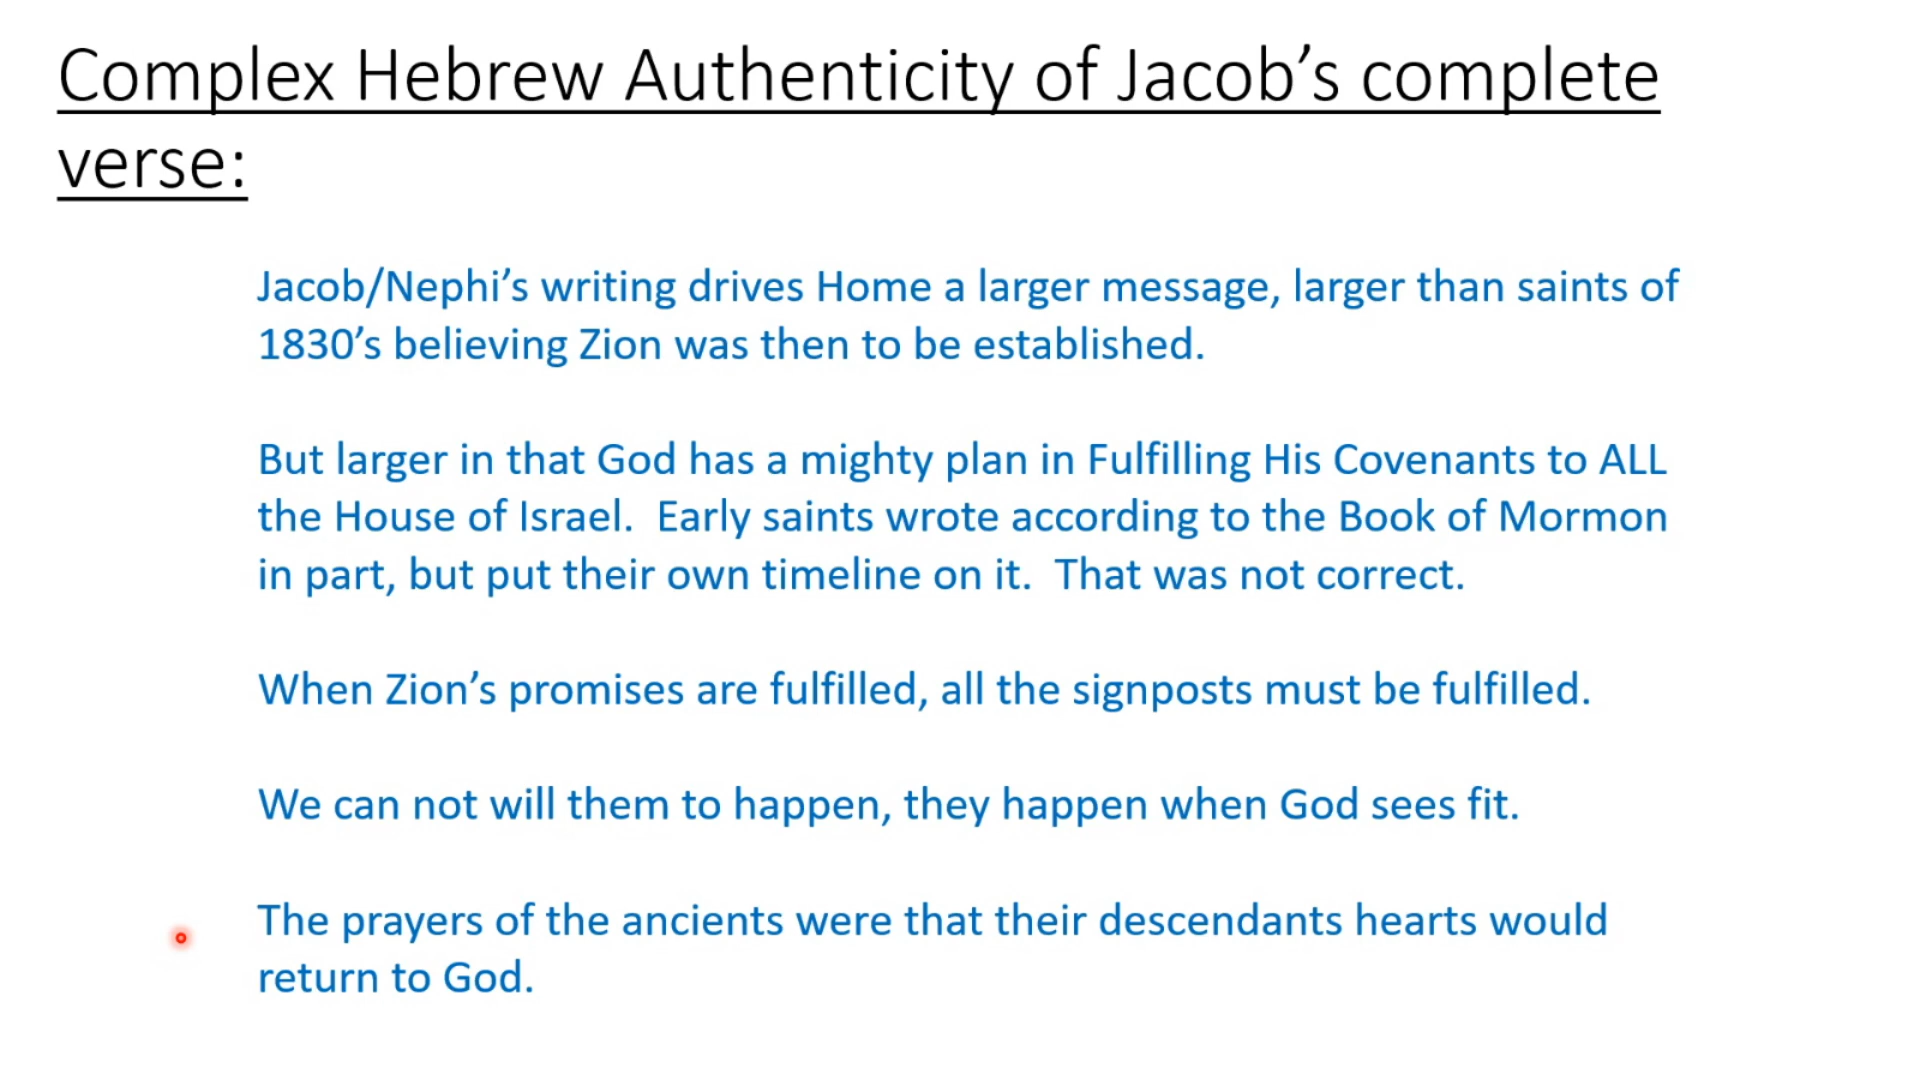 Complex Hebrew Authenticity of Jacob’s complete
verse:
Jacob/Nephi’s writing drives Home a larger message, larger than saints of
1830’s believing Zion was then to be established.
But larger in that God has a mighty plan in Fulfilling His Covenants to ALL
the House of Israel.  Early saints wrote according to the Book of Mormon
in part, but put their own timeline on it.  That was not correct.
When Zion’s promises are fulfilled, all the signposts must be fulfilled.
We can not will them to happen, they happen when God sees fit.
The prayers of the ancients were that their descendants hearts would
return to God.